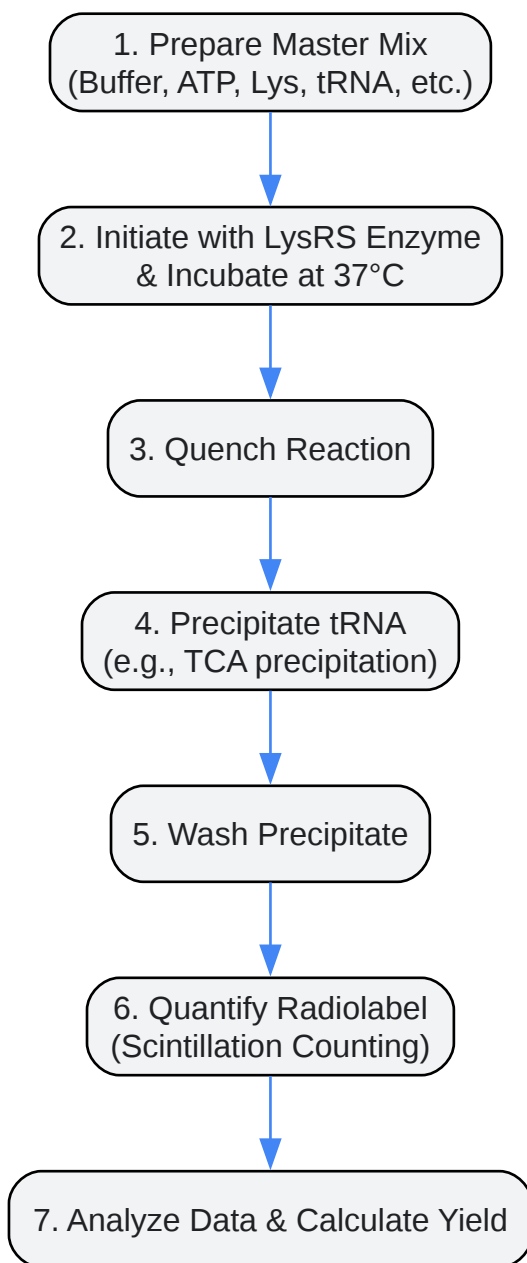 1. Prepare Master Mix
(Buffer, ATP, Lys, tRNA, etc.)
2. Initiate with LysRS Enzyme
& Incubate at 37°C
3. Quench Reaction
4. Precipitate tRNA
(e.g., TCA precipitation)
5. Wash Precipitate
6. Quantify Radiolabel
(Scintillation Counting)
7. Analyze Data & Calculate Yield